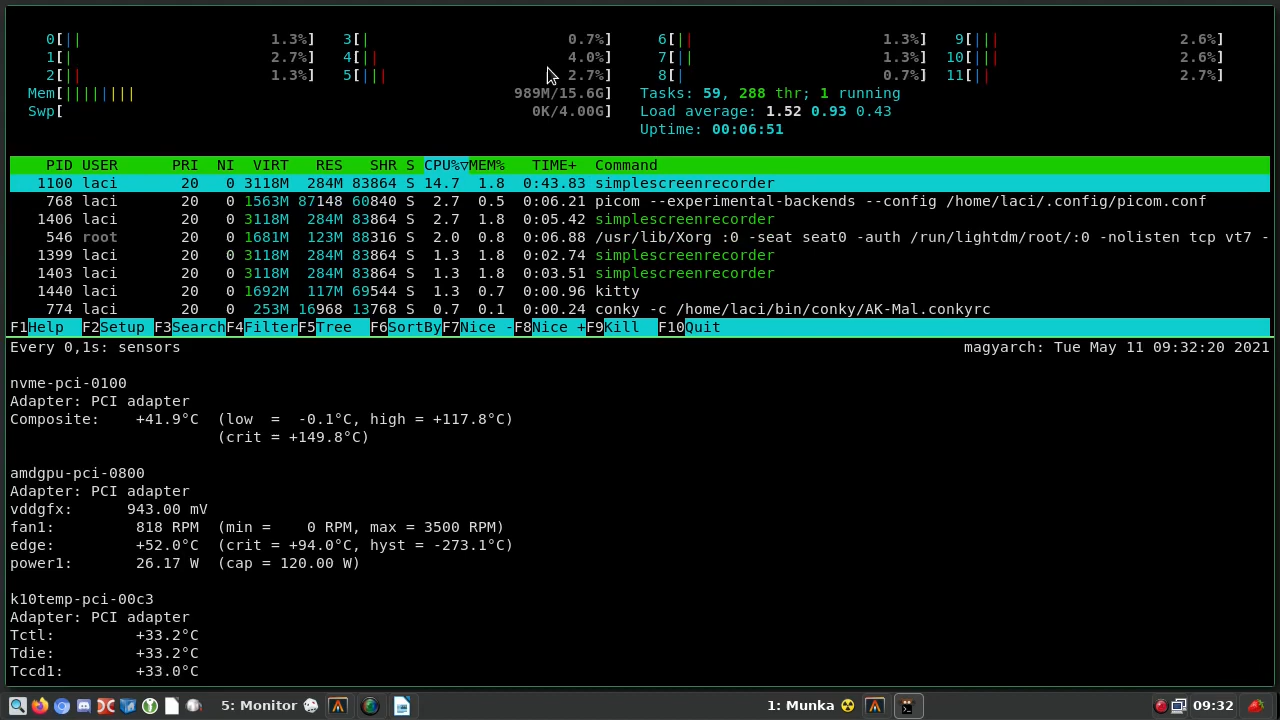 0[|| 1.3%] 3[| 0.7%] 6[|| 1.3%] 9[||| 2.6%]
1[| 2.7%] 4[|| 4.0%] 7[|| 1.3%] 10[||| 2.6%]
2[|| 1.3%] 5[||| 2.7%] 8[| 0.7%] 11[|| 2.7%]
Mem[|||||||| 989M/15.6G] Tasks: 59, 288 thr; 1 running
Swp[ 0K/4.00G] Load average: 1.52 0.93 0.43
Uptime: 00:06:51
PID USER PRI NI VIRT RES SHR S CPU%▽MEM% TIME+ Command
1100 laci 20 0 3118M 284M 83864 S 14.7 1.8 0:43.83 simplescreenrecorder
768 laci 20 0 1563M 87148 60840 S 2.7 0.5 0:06.21 picom --experimental-backends --config /home/laci/.config/picom.conf
1406 laci 20 0 3118M 284M 83864 S 2.7 1.8 0:05.42 simplescreenrecorder
546 root 20 0 1681M 123M 88316 S 2.0 0.8 0:06.88 /usr/lib/Xorg :0 -seat seat0 -auth /run/lightdm/root/:0 -nolisten tcp vt7 -
1399 laci 20 0 3118M 284M 83864 S 1.3 1.8 0:02.74 simplescreenrecorder
1403 laci 20 0 3118M 284M 83864 S 1.3 1.8 0:03.51 simplescreenrecorder
1440 laci 20 0 1692M 117M 69544 S 1.3 0.7 0:00.96 kitty
774 laci 20 0 253M 16968 13768 S 0.7 0.1 0:00.24 conky -c /home/laci/bin/conky/AK-Mal.conkyrc
F1Help F2Setup F3SearchF4FilterF5Tree F6SortByF7Nice -F8Nice +F9Kill F10Quit
Every 0,1s: sensors magyarch: Tue May 11 09:32:20 2021
nvme-pci-0100
Adapter: PCI adapter
Composite: +41.9°C (low = -0.1°C, high = +117.8°C)
(crit = +149.8°C)
amdgpu-pci-0800
Adapter: PCI adapter
vddgfx: 943.00 mV
fan1: 818 RPM (min = 0 RPM, max = 3500 RPM)
edge: +52.0°C (crit = +94.0°C, hyst = -273.1°C)
power1: 26.17 W (cap = 120.00 W)
k10temp-pci-00c3
Adapter: PCI adapter
Tctl: +33.2°C
Tdie: +33.2°C
Tccd1: +33.0°C
5: Monitor 1: Munka 09:32